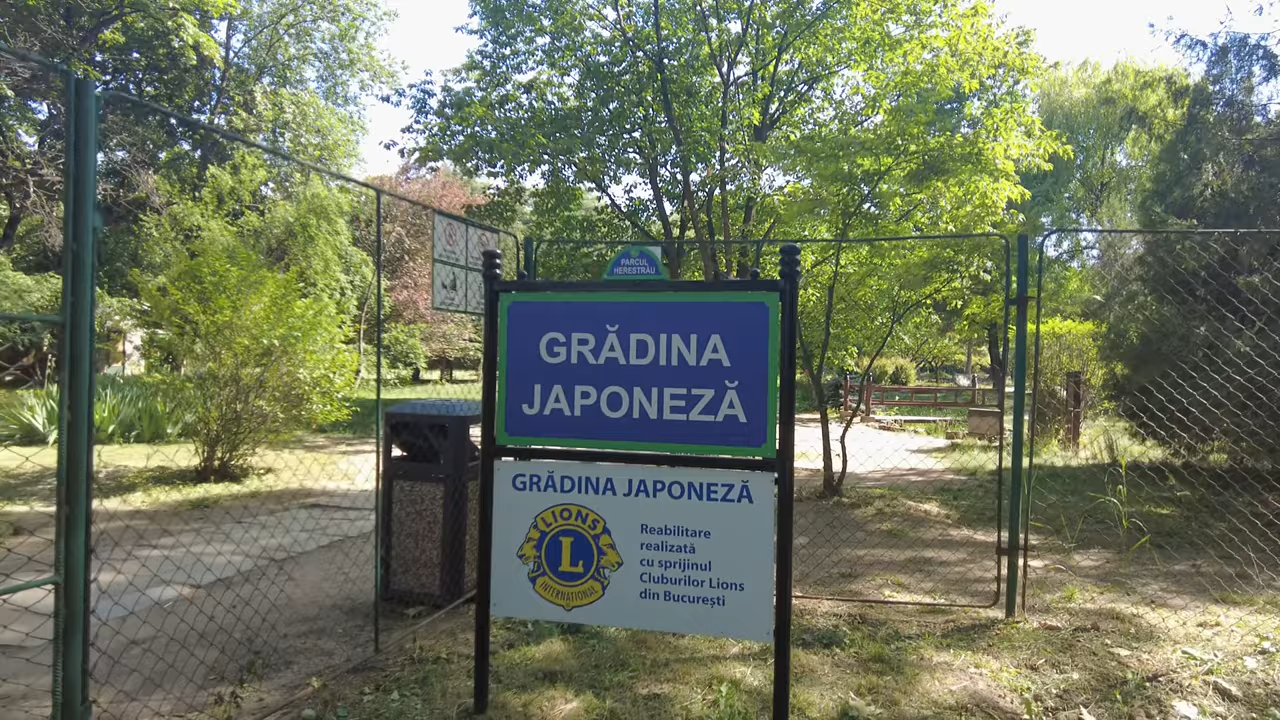 PARCUL
HERESTRĂU
GRĂDINA
JAPONEZĂ
GRĂDINA JAPONEZĂ
LIONS
L
INTERNATIONAL
Reabilitare
realizată
cu sprijinul
Cluburilor Lions
din București